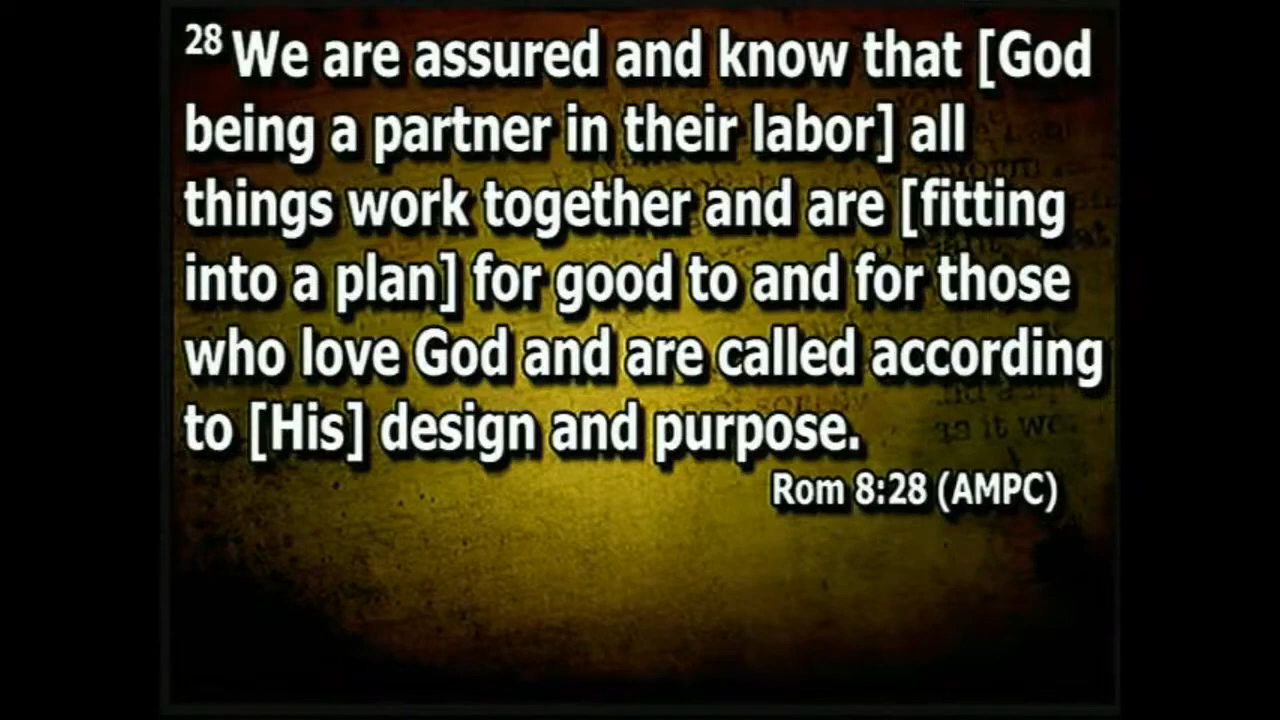 28 We are assured and know that [God
being a partner in their labor] all
things work together and are [fitting
into a plan] for good to and for those
who love God and are called according
to [His] design and purpose.
Rom 8:28 (AMPC)